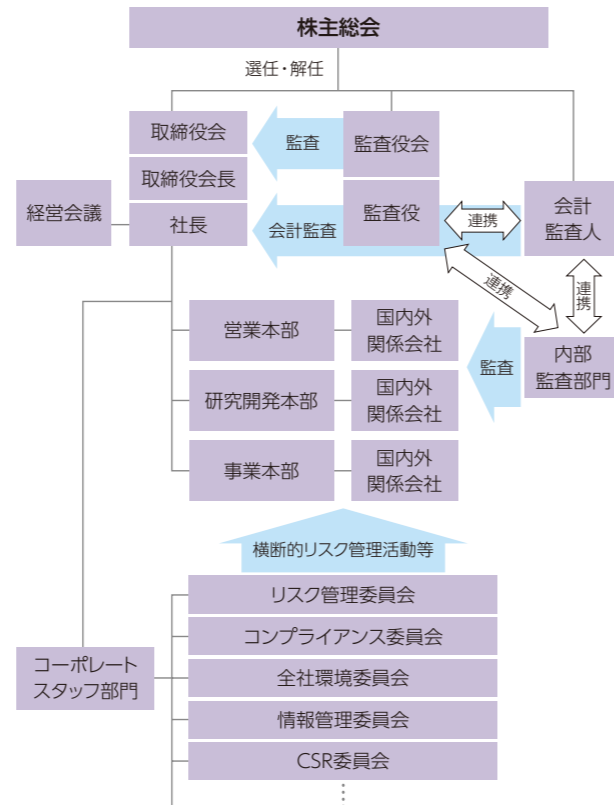 株主総会
選任・解任
取締役会
監査
監査役会
取締役会長
経営会議
社長
会計監査
監査役
連携
会計
監査人
連携
連携
営業本部
国内外
関係会社
監査
内部
監査部門
研究開発本部
国内外
関係会社
事業本部
国内外
関係会社
横断的リスク管理活動等
リスク管理委員会
コンプライアンス委員会
コーポレート
スタッフ部門
全社環境委員会
情報管理委員会
CSR委員会
⋮